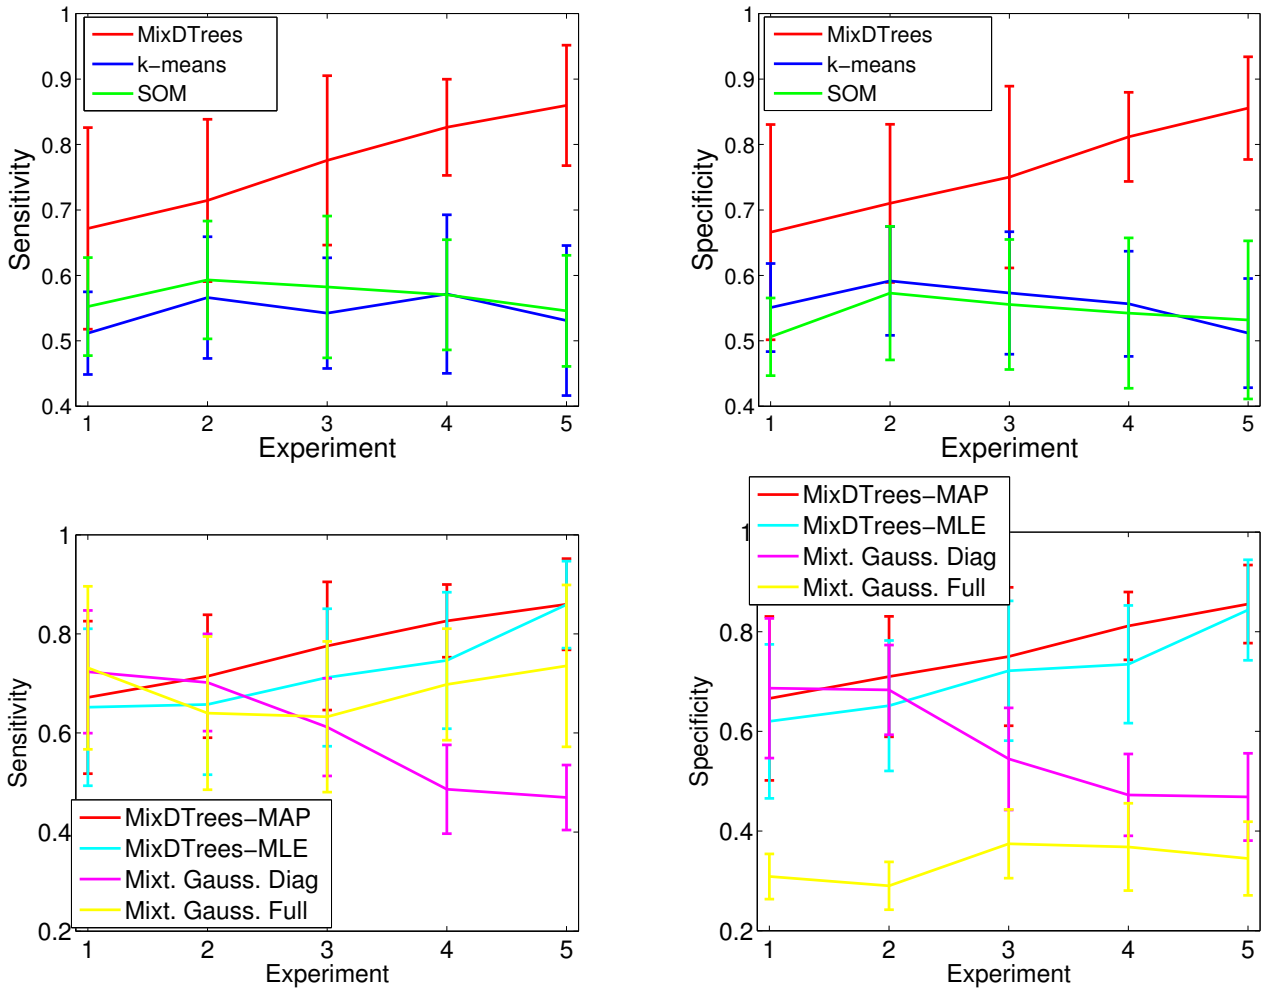 1
0.9
0.8
0.7
0.6
0.5
0.4
Sensitivity
MixDTrees
k−means
SOM
1 2 3 4 5
Experiment
1
0.9
0.8
0.7
0.6
0.5
0.4
Specificity
MixDTrees
k−means
SOM
1 2 3 4 5
Experiment
1
0.8
0.6
0.4
0.2
Sensitivity
MixDTrees−MAP
MixDTrees−MLE
Mixt. Gauss. Diag
Mixt. Gauss. Full
1 2 3 4 5
Experiment
1
0.8
0.6
0.4
0.2
Specificity
MixDTrees−MAP
MixDTrees−MLE
Mixt. Gauss. Diag
Mixt. Gauss. Full
1 2 3 4 5
Experiment